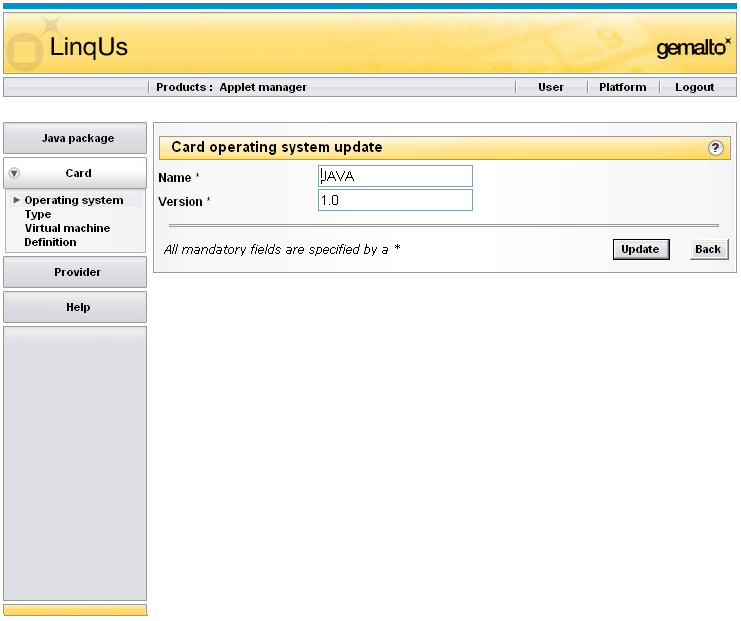 LinqUs
gemalto
Products : Applet manager
User
Platform
Logout
Java package
Card
Operating system
Type
Virtual machine
Definition
Provider
Help
Card operating system update
?
Name *
JAVA
Version *
1.0
All mandatory fields are specified by a *
Update
Back